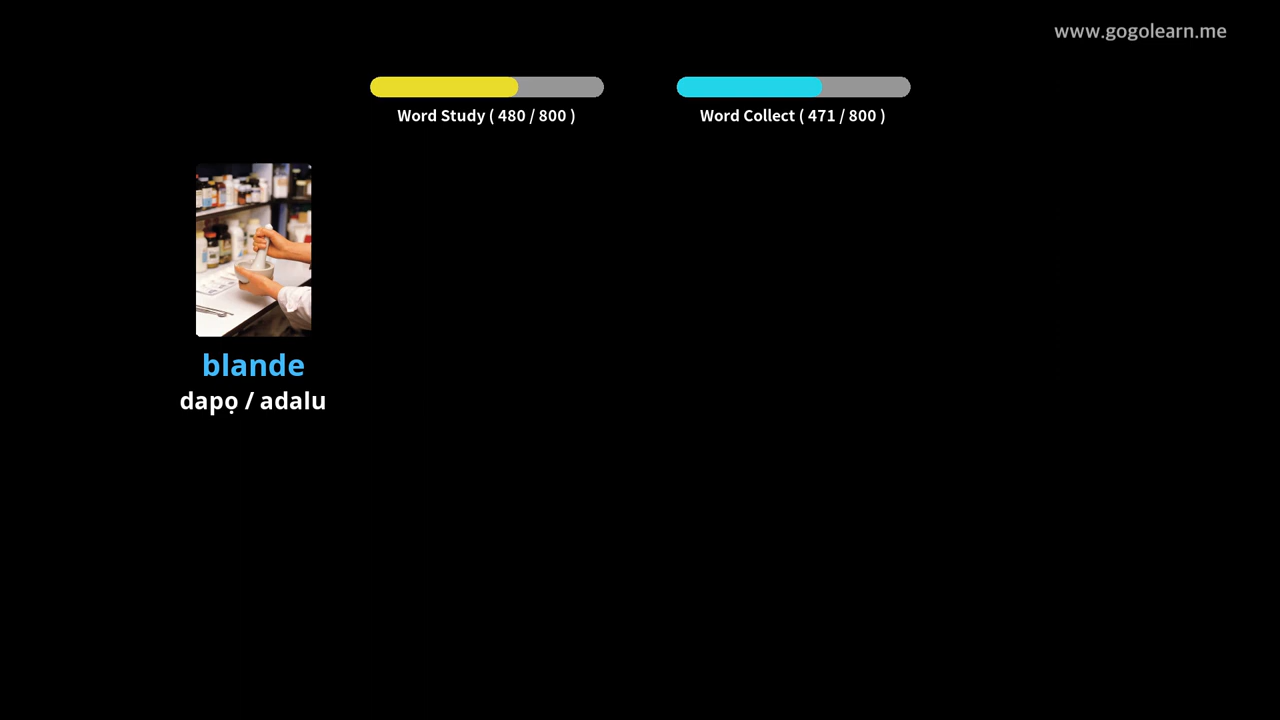 www.gogolearn.me
Word Study ( 480 / 800 )
Word Collect ( 471 / 800 )
blande
dapọ / adalu